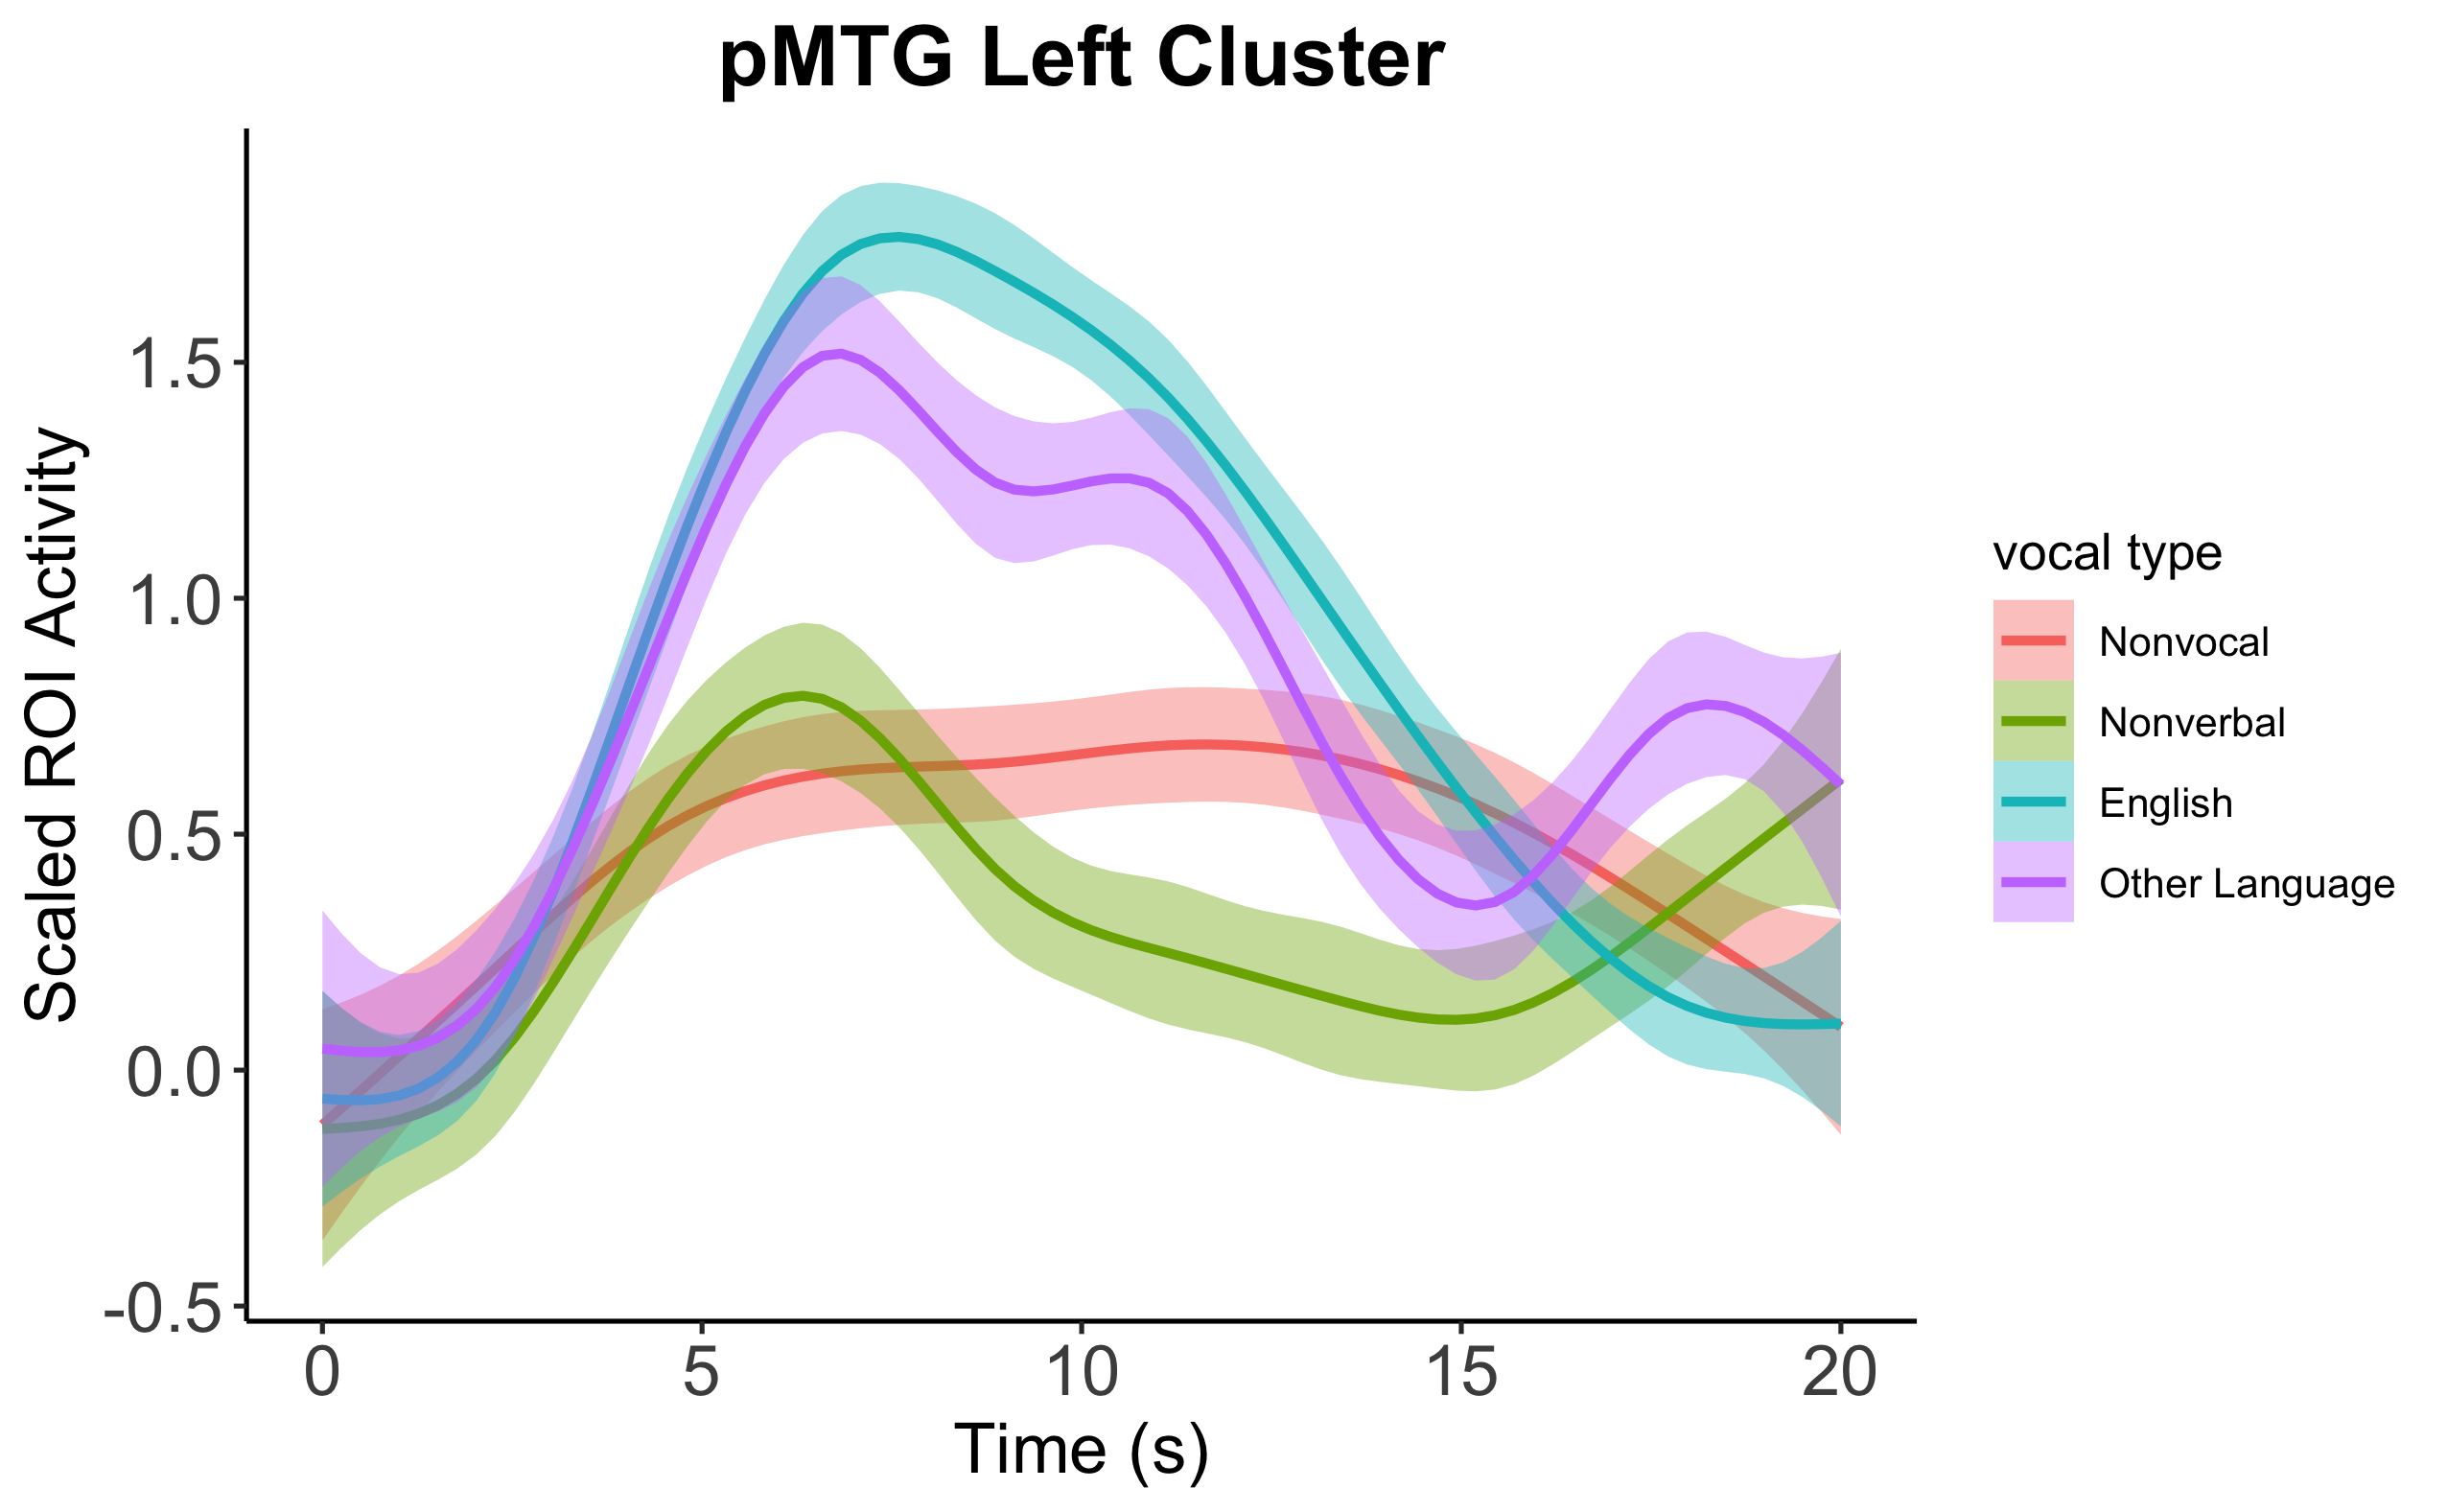 pMTG Left Cluster
Scaled ROI Activity
1.5
1.0
0.5
0.0
-0.5
0 5 10 15 20
Time (s)
vocal type
Nonvocal
Nonverbal
English
Other Language